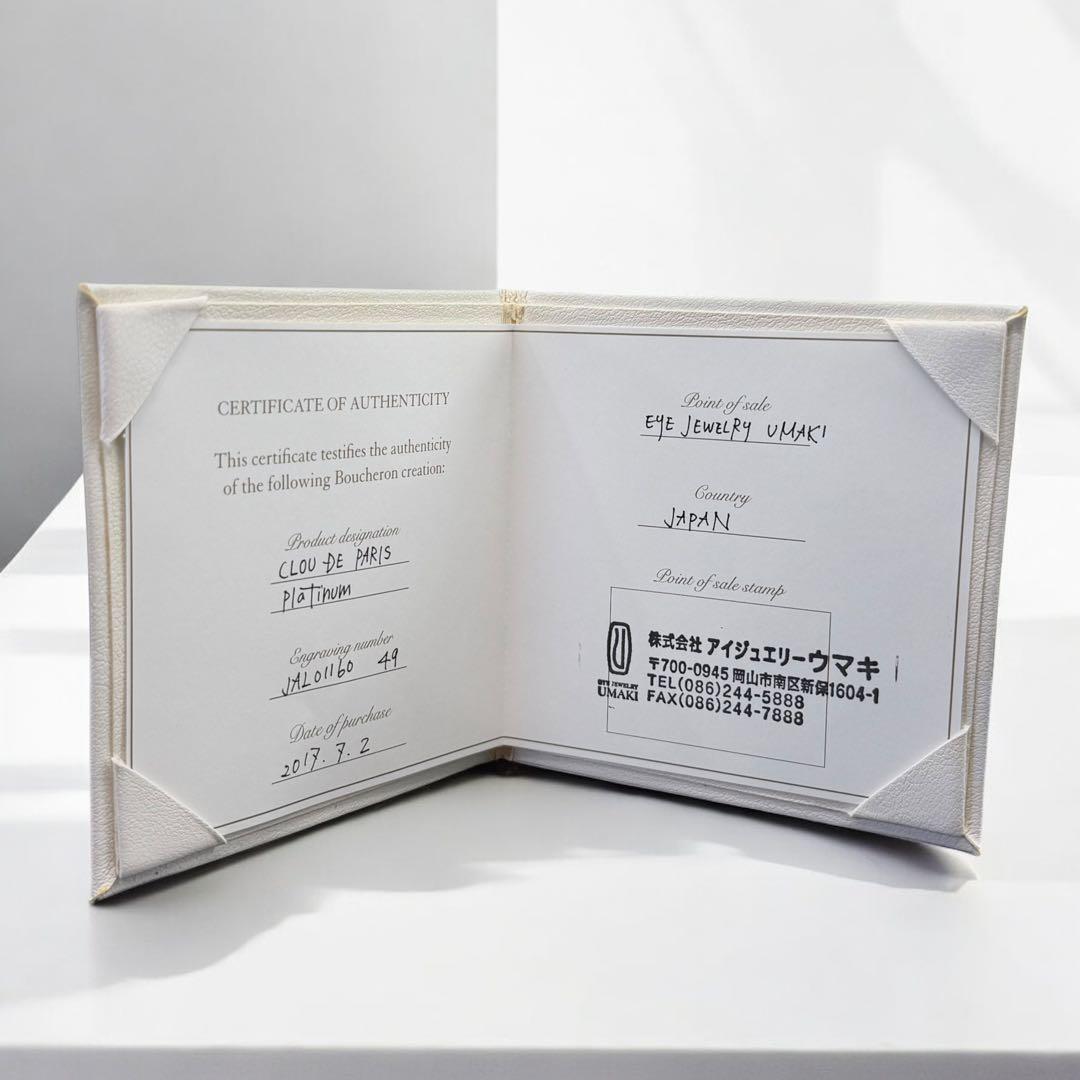 CERTIFICATE OF AUTHENTICITY
This certificate testifies the authenticity
of the following Boucheron creation:
Product designation
CLOU DE PARIS
Platinum
Engraving number
JAL01160 49
Date of purchase
2017. 7. 2
Point of sale
EYE JEWELRY UMAKI
Country
JAPAN
Point of sale stamp
EYE JEWELRY
UMAKI
株式会社 アイジュエリーウマキ
〒700-0945 岡山市南区新保1604-1
TEL(086)244-5888
FAX(086)244-7888